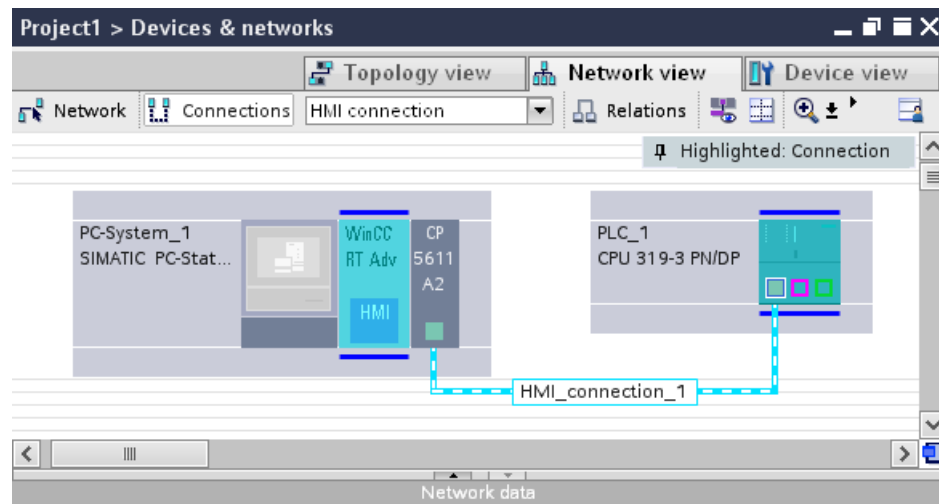 Project1 > Devices & networks
Topology view
Network view
Device view
Network
Connections
HMI connection
Relations
Highlighted: Connection
PC-System_1
SIMATIC PC-Stat...
WinCC
RT Adv
HMI
CP
5611
A2
PLC_1
CPU 319-3 PN/DP
HMI_connection_1
Network data